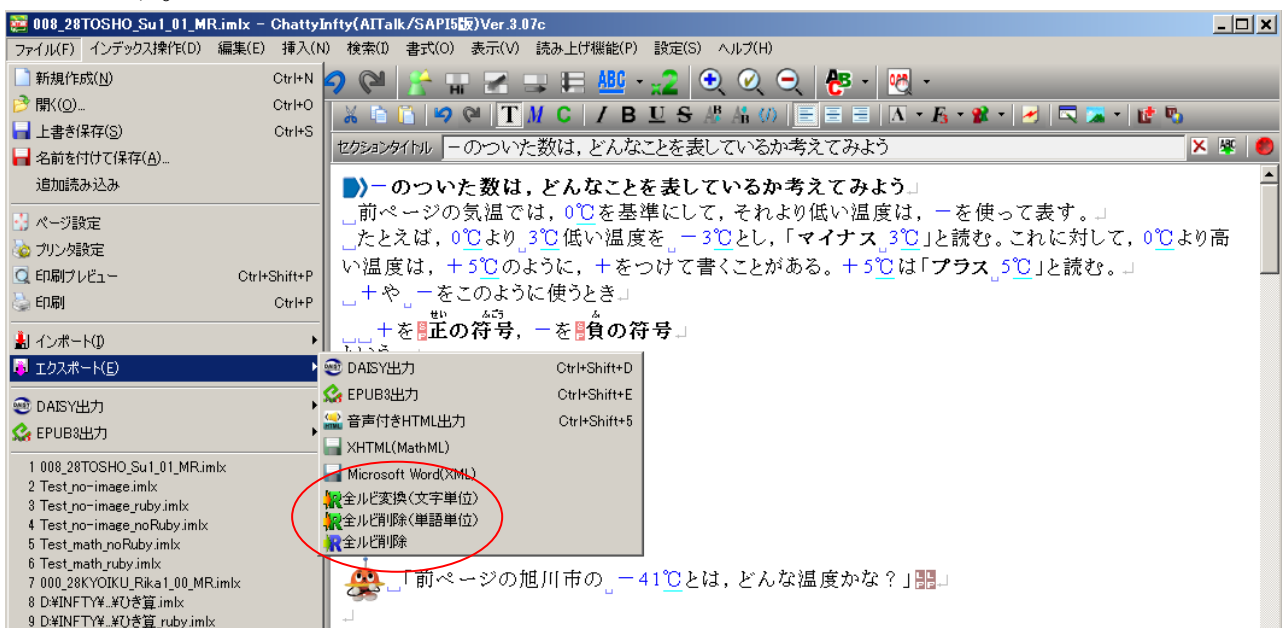 008_28TOSHO_Su1_01_MR.imlx - ChattyInfty(AITalk/SAPI5版)Ver.3.07c
ファイル(F) インデックス操作(D) 編集(E) 挿入(N) 検索(I) 書式(O) 表示(V) 読み上げ機能(P) 設定(S) ヘルプ(H)
新規作成(N) Ctrl+N
開く(O)... Ctrl+O
上書き保存(S) Ctrl+S
名前を付けて保存(A)...
追加読み込み
ページ設定
プリンタ設定
印刷プレビュー Ctrl+Shift+P
印刷 Ctrl+P
インポート(I)
エクスポート(E)
DAISY出力
EPUB3出力
1 008_28TOSHO_Su1_01_MR.imlx
2 Test_no-image.imlx
3 Test_no-image_ruby.imlx
4 Test_no-image_noRuby.imlx
5 Test_math_noRuby.imlx
6 Test_math_ruby.imlx
7 000_28KYOIKU_Rika1_00_MR.imlx
8 D:¥INFTY¥...¥ひき算.imlx
9 D:¥INFTY¥...¥ひき算_ruby.imlx
DAISY出力 Ctrl+Shift+D
EPUB3出力 Ctrl+Shift+E
音声付きHTML出力 Ctrl+Shift+5
XHTML(MathML)
Microsoft Word(XML)
全ルビ変換(文字単位)
全ルビ削除(単語単位)
全ルビ削除
セクションタイトル －のついた数は，どんなことを表しているか考えてみよう
－のついた数は，どんなことを表しているか考えてみよう
前ページの気温では，0℃を基準にして，それより低い温度は，－を使って表す。
たとえば，0℃より 3℃低い温度を －3℃とし，「マイナス 3℃」と読む。これに対して，0℃より高
い温度は，＋5℃のように，＋をつけて書くことがある。＋5℃は「プラス 5℃」と読む。
＋や －をこのように使うとき
せい ふごう ふ
＋を正の符号，－を負の符号
「前ページの旭川市の －41℃とは，どんな温度かな？」